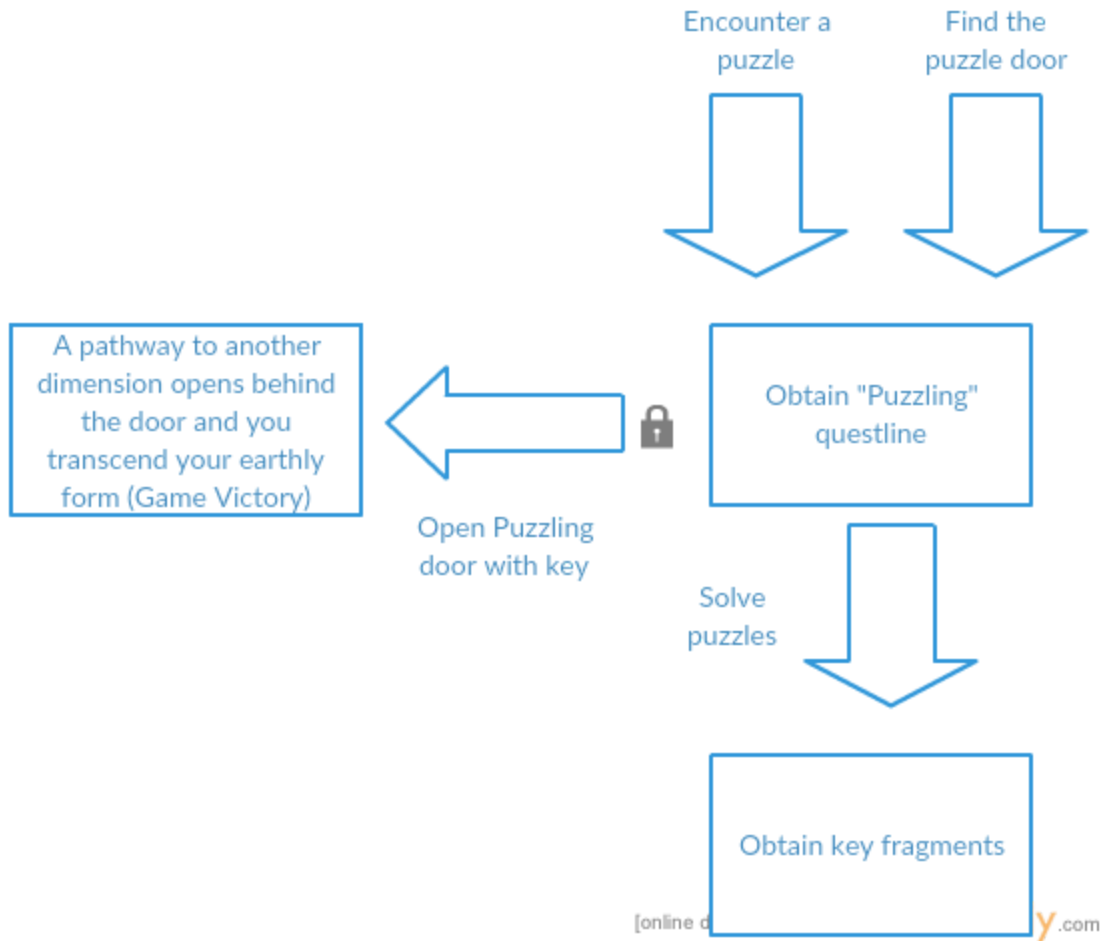 Encounter a
puzzle
Find the
puzzle door
A pathway to another
dimension opens behind
the door and you
transcend your earthly
form (Game Victory)
Obtain "Puzzling"
questline
Open Puzzling
door with key
Solve
puzzles
Obtain key fragments
[online d
y.com